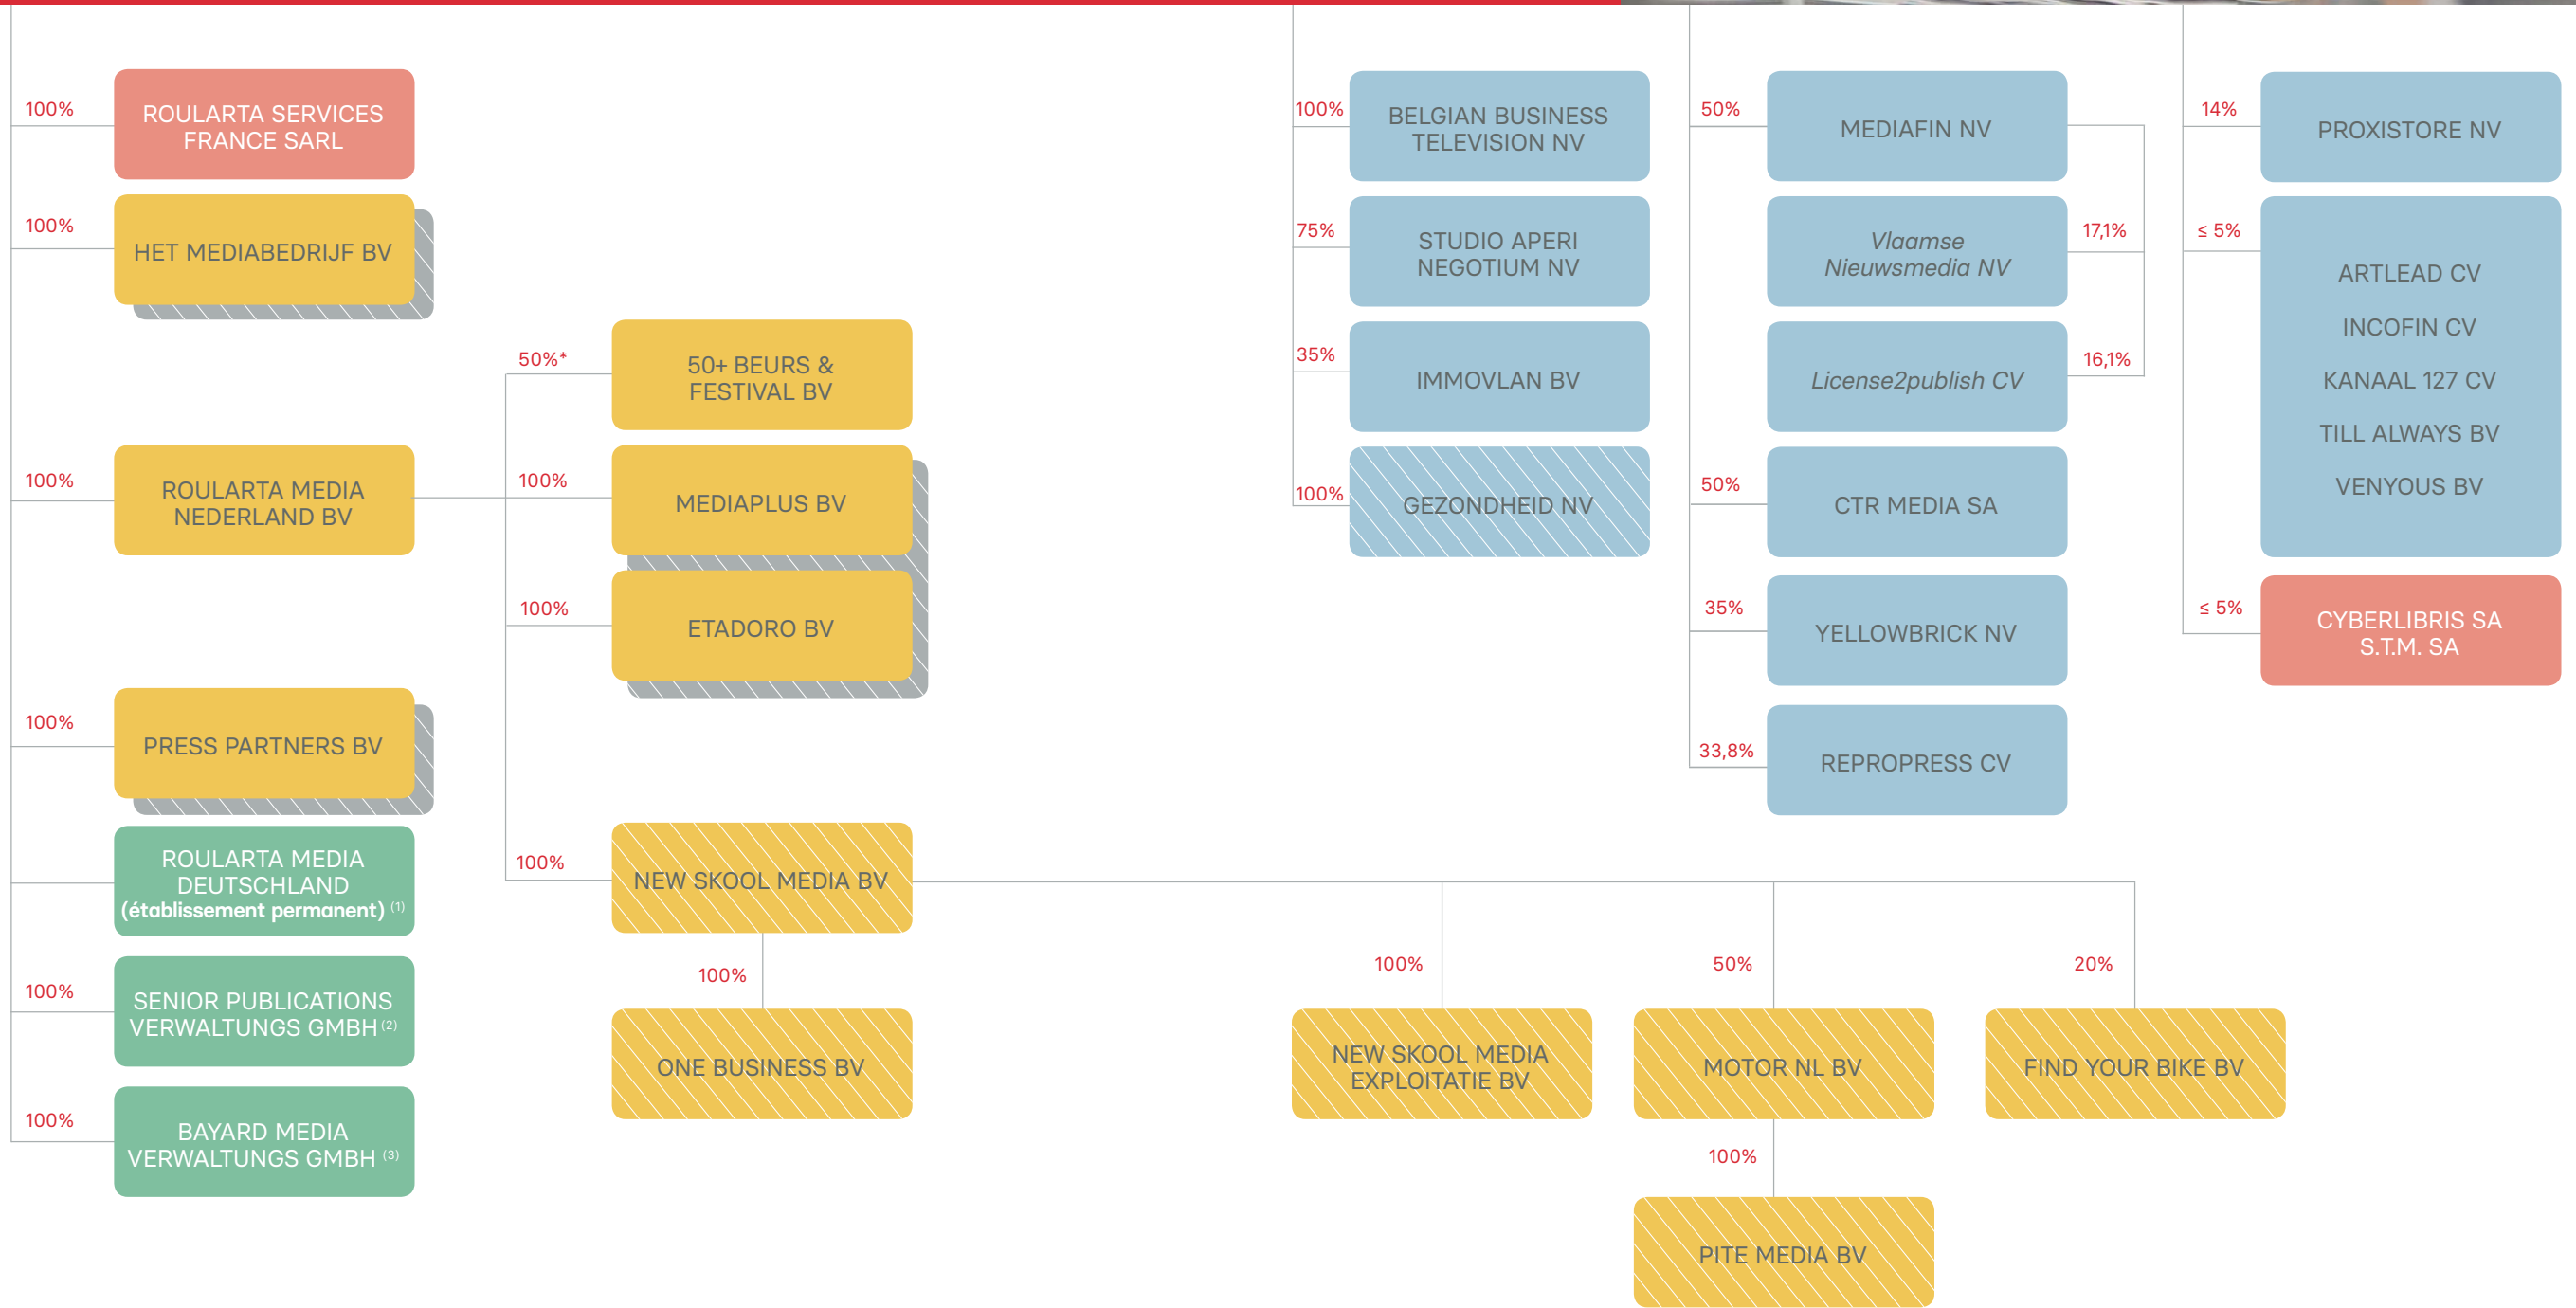 100%
ROULARTA SERVICES
FRANCE SARL
100%
HET MEDIABEDRIJF BV
100%
ROULARTA MEDIA
NEDERLAND BV
100%
PRESS PARTNERS BV
ROULARTA MEDIA
DEUTSCHLAND
(établissement permanent) (1)
100%
SENIOR PUBLICATIONS
VERWALTUNGS GMBH (2)
100%
BAYARD MEDIA
VERWALTUNGS GMBH (3)
50%*
50+ BEURS &
FESTIVAL BV
100%
MEDIAPLUS BV
100%
ETADORO BV
100%
NEW SKOOL MEDIA BV
100%
ONE BUSINESS BV
100%
BELGIAN BUSINESS
TELEVISION NV
75%
STUDIO APERI
NEGOTIUM NV
35%
IMMOVLAN BV
100%
GEZONDHEID NV
50%
MEDIAFIN NV
Vlaamse
Nieuwsmedia NV
17,1%
License2publish CV
16,1%
50%
CTR MEDIA SA
35%
YELLOWBRICK NV
33,8%
REPROPRESS CV
14%
PROXISTORE NV
≤ 5%
ARTLEAD CV
INCOFIN CV
KANAAL 127 CV
TILL ALWAYS BV
VENYOUS BV
≤ 5%
CYBERLIBRIS SA
S.T.M. SA
100%
NEW SKOOL MEDIA
EXPLOITATIE BV
50%
MOTOR NL BV
20%
FIND YOUR BIKE BV
100%
PITE MEDIA BV